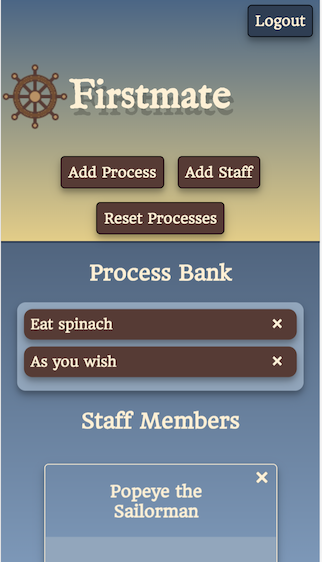 Logout
Firstmate
Add Process
Add Staff
Reset Processes
Process Bank
Eat spinach
As you wish
Staff Members
Popeye the
Sailorman